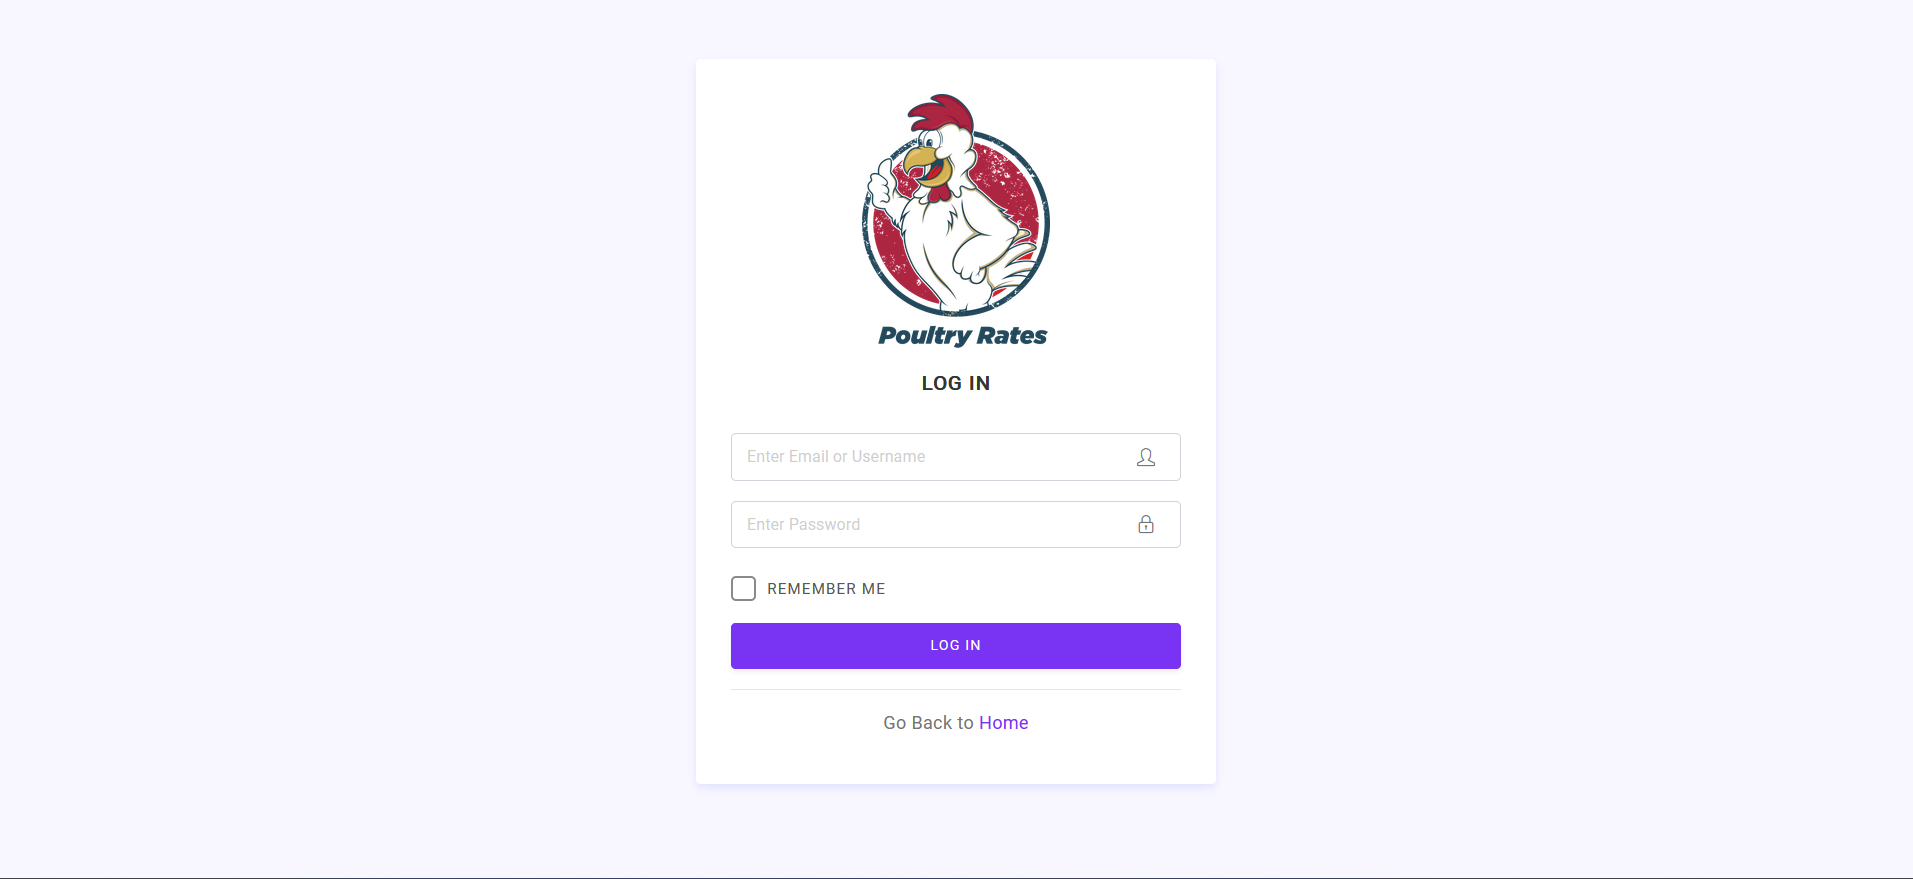 Poultry Rates
LOG IN
Enter Email or Username
Enter Password
REMEMBER ME
LOG IN
Go Back to Home